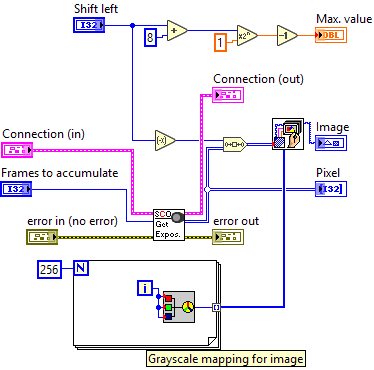 Shift left
I32
8
+
1
x2ⁿ
-1
Max. value
DBL
Connection (out)
Connection (in)
(-x)
Image
Frames to accumulate
I32
Pixel
[I32]
SCO
Get
Expos.
error in (no error)
error out
256
N
i
Grayscale mapping for image